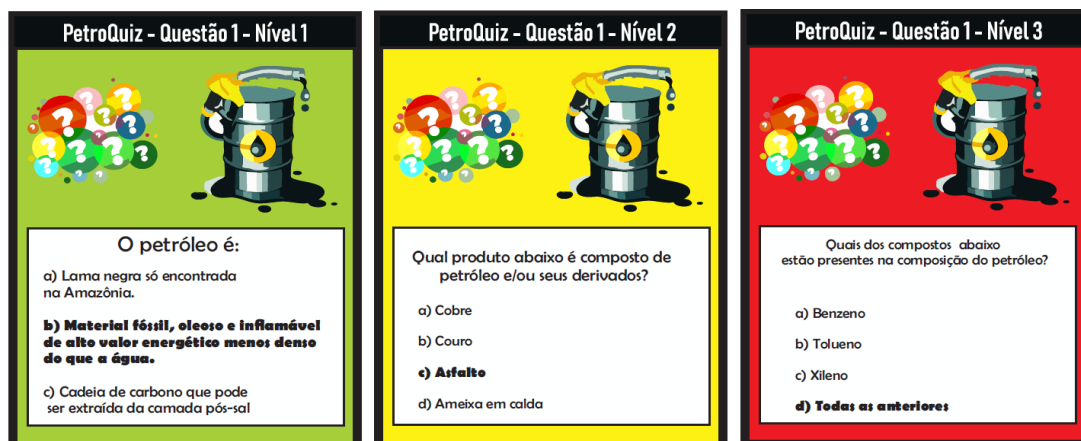 PetroQuiz - Questão 1 - Nível 1
? ? ? ? ? ? ? ? ?
O petróleo é:
a) Lama negra só encontrada
na Amazônia.
b) Material fóssil, oleoso e inflamável
de alto valor energético menos denso
do que a água.
c) Cadeia de carbono que pode
ser extraída da camada pós-sal
PetroQuiz - Questão 1 - Nível 2
? ? ? ? ? ? ? ? ?
Qual produto abaixo é composto de
petróleo e/ou seus derivados?
a) Cobre
b) Couro
c) Asfalto
d) Ameixa em calda
PetroQuiz - Questão 1 - Nível 3
? ? ? ? ? ? ? ? ?
Quais dos compostos abaixo
estão presentes na composição do petróleo?
a) Benzeno
b) Tolueno
c) Xileno
d) Todas as anteriores